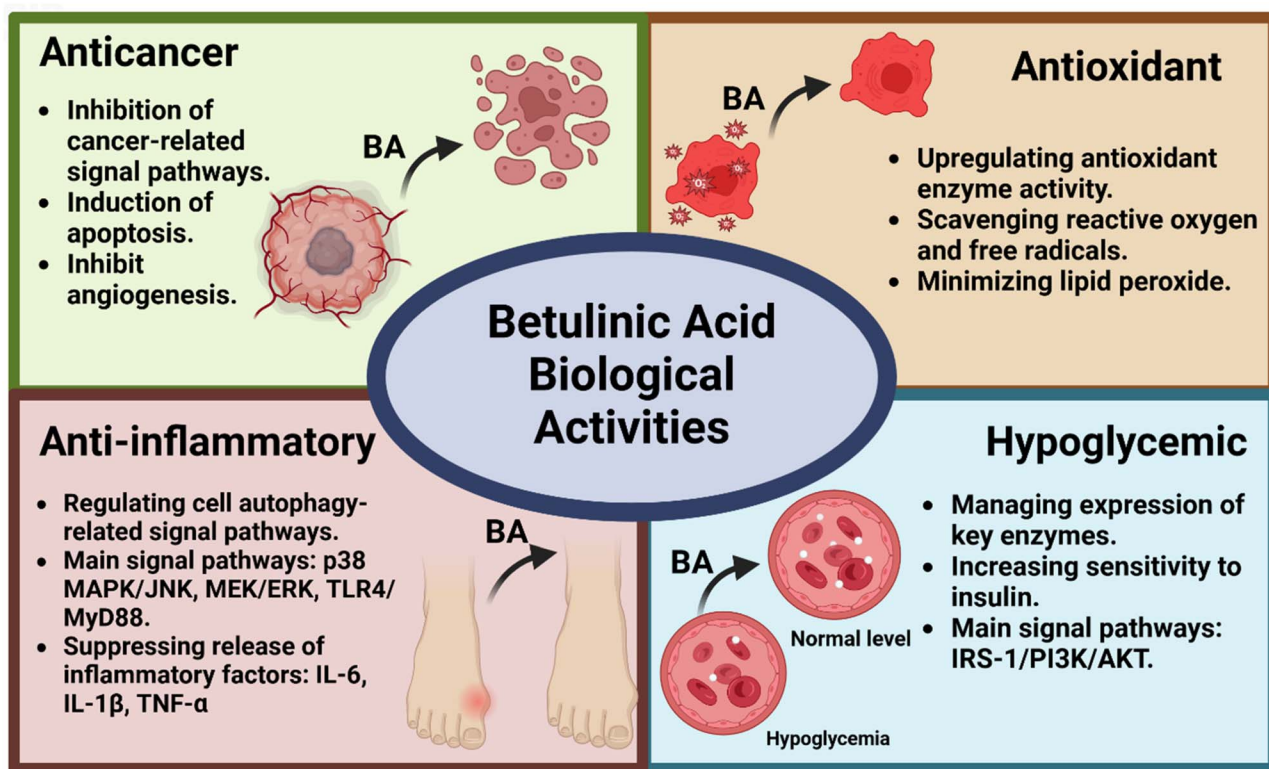 Anticancer
• Inhibition of
cancer-related
signal pathways.
• Induction of
apoptosis.
• Inhibit
angiogenesis.
BA
Antioxidant
BA
• Upregulating antioxidant
enzyme activity.
• Scavenging reactive oxygen
and free radicals.
• Minimizing lipid peroxide.
Betulinic Acid
Biological
Activities
Anti-inflammatory
• Regulating cell autophagy-
related signal pathways.
• Main signal pathways: p38
MAPK/JNK, MEK/ERK, TLR4/
MyD88.
• Suppressing release of
inflammatory factors: IL-6,
IL-1β, TNF-α
BA
Hypoglycemic
• Managing expression of
key enzymes.
• Increasing sensitivity to
insulin.
• Main signal pathways:
IRS-1/PI3K/AKT.
BA
Normal level
Hypoglycemia